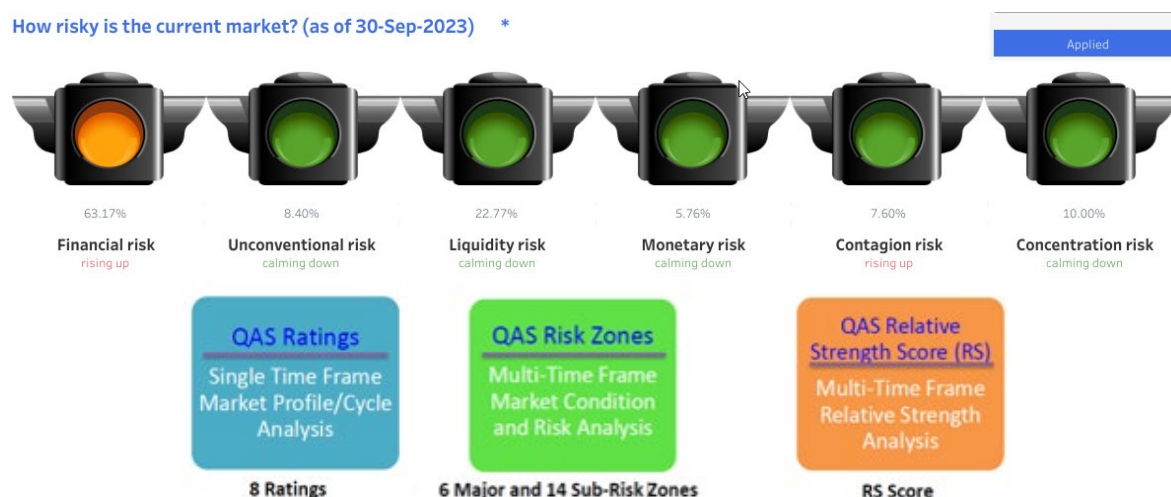 How risky is the current market? (as of 30-Sep-2023) *
Applied
63.17% 8.40% 22.77% 5.76% 7.60% 10.00%
Financial risk Unconventional risk Liquidity risk Monetary risk Contagion risk Concentration risk
rising up calming down calming down calming down rising up calming down
QAS Ratings
Single Time Frame
Market Profile/Cycle
Analysis
8 Ratings
QAS Risk Zones
Multi-Time Frame
Market Condition
and Risk Analysis
6 Major and 14 Sub-Risk Zones
QAS Relative
Strength Score (RS)
Multi-Time Frame
Relative Strength
Analysis
RS Score